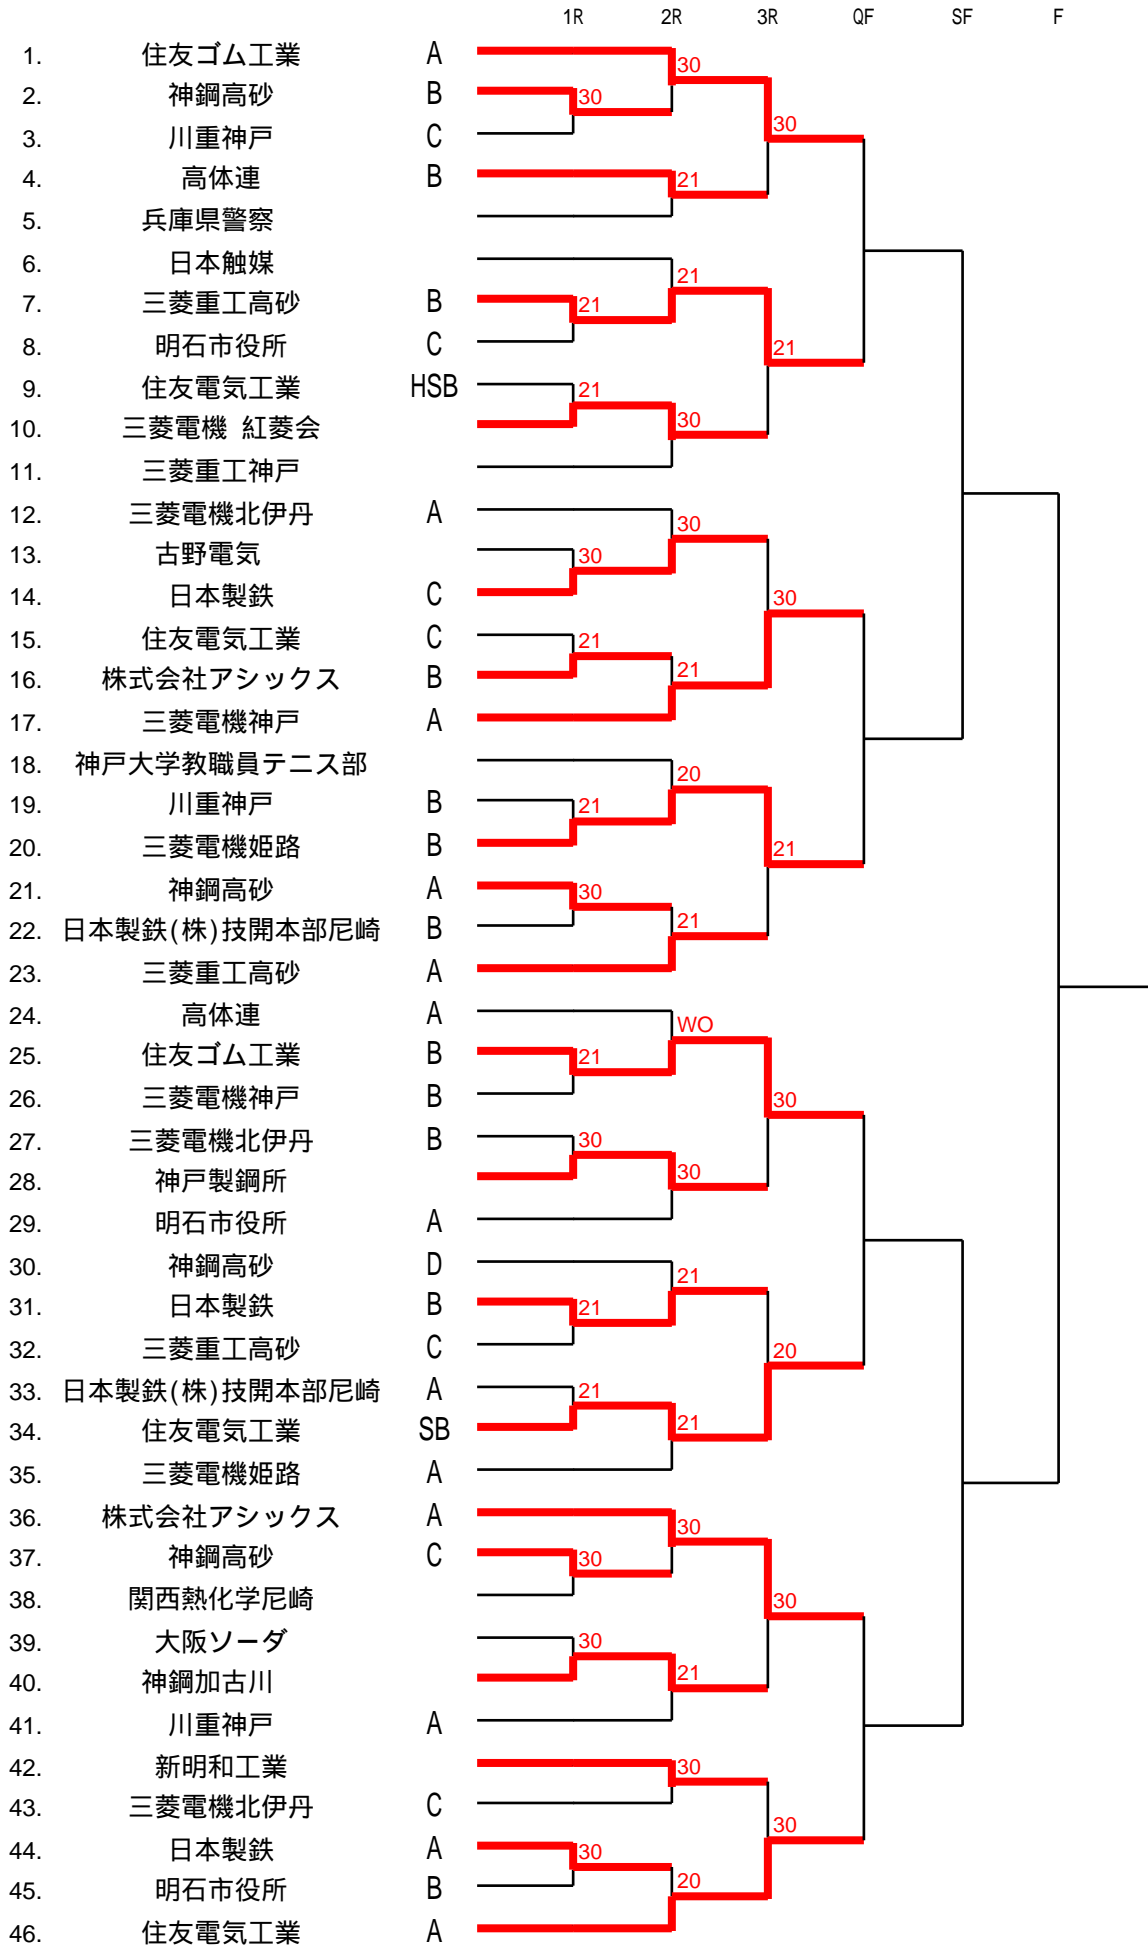 1R 2R 3R QF SF F
1. 住友ゴム工業 A
30
2. 神鋼高砂 B 30
3. 川重神戸 C 30
4. 高体連 B 21
5. 兵庫県警察
6. 日本触媒
21
7. 三菱重工高砂 B 21
8. 明石市役所 C 21
9. 住友電気工業 HSB 21
10. 三菱電機 紅菱会 30
11. 三菱重工神戸
12. 三菱電機北伊丹 A 30
13. 古野電気 30
14. 日本製鉄 C 30
15. 住友電気工業 C 21
16. 株式会社アシックス B 21
17. 三菱電機神戸 A
18. 神戸大学教職員テニス部 20
19. 川重神戸 B 21
20. 三菱電機姫路 B 21
21. 神鋼高砂 A 30
22. 日本製鉄(株)技開本部尼崎 B 21
23. 三菱重工高砂 A
24. 高体連 A WO
25. 住友ゴム工業 B 21
26. 三菱電機神戸 B 30
27. 三菱電機北伊丹 B 30
28. 神戸製鋼所 30
29. 明石市役所 A
30. 神鋼高砂 D 21
31. 日本製鉄 B 21
32. 三菱重工高砂 C 20
33. 日本製鉄(株)技開本部尼崎 A 21
34. 住友電気工業 SB 21
35. 三菱電機姫路 A
36. 株式会社アシックス A 30
37. 神鋼高砂 C 30
38. 関西熱化学尼崎 30
39. 大阪ソーダ 30
40. 神鋼加古川 21
41. 川重神戸 A
42. 新明和工業 30
43. 三菱電機北伊丹 C 30
44. 日本製鉄 A 30
45. 明石市役所 B 20
46. 住友電気工業 A